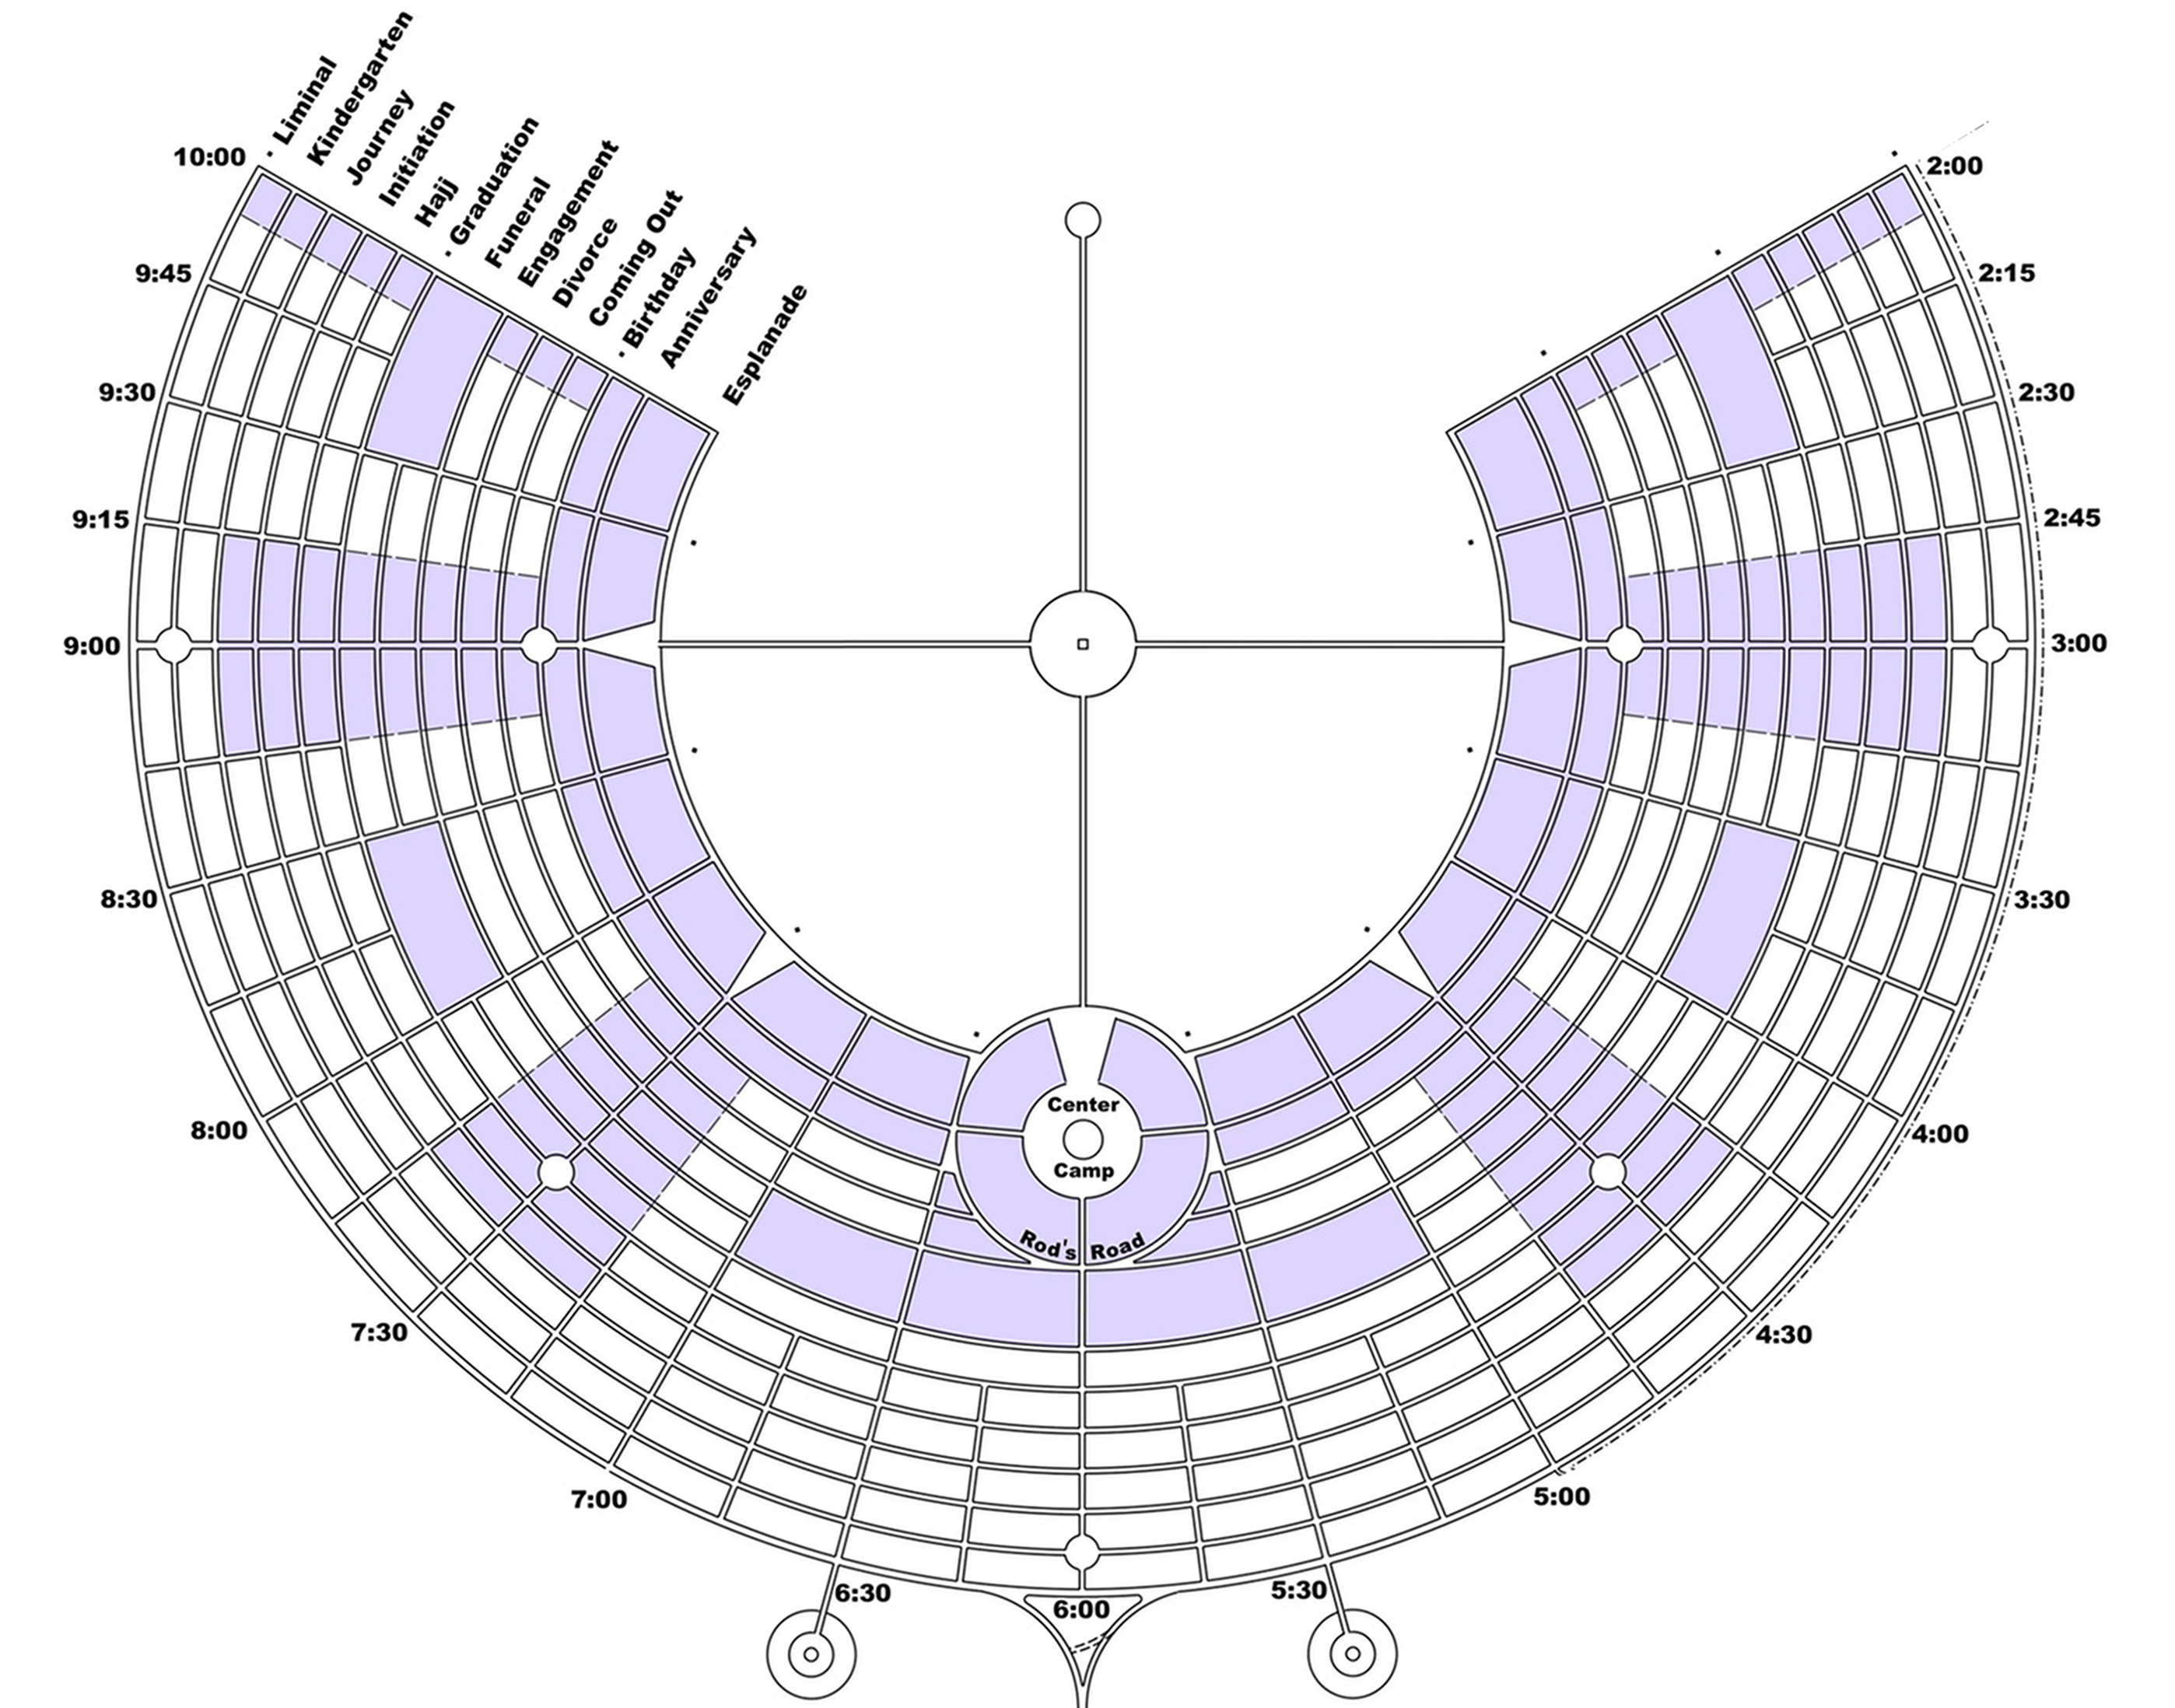 Liminal
Kindergarten
Journey
Initiation
Hajj
Graduation
Funeral
Engagement
Divorce
Coming Out
Birthday
Anniversary
Esplanade
10:00
2:00
9:45
2:15
9:30
2:30
9:15
2:45
9:00
3:00
8:30
3:30
Center
Camp
8:00
4:00
Rod's Road
7:30
4:30
7:00
5:00
6:30
5:30
6:00